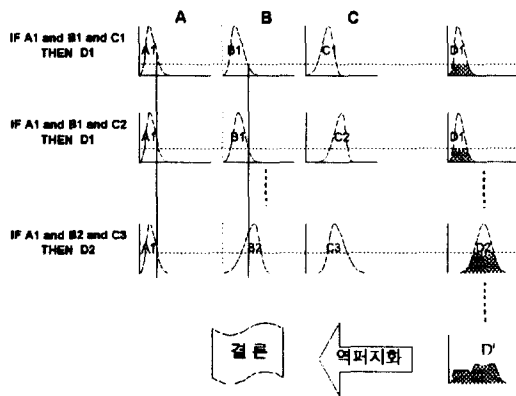 A B C
IF A1 and B1 and C1
THEN D1
A1 B1 C1 D1
IF A1 and B1 and C2
THEN D1
A1 B1 C2 D1
IF A1 and B2 and C3
THEN D2
A1 B2 C3 D2
결론 역퍼지화 D'